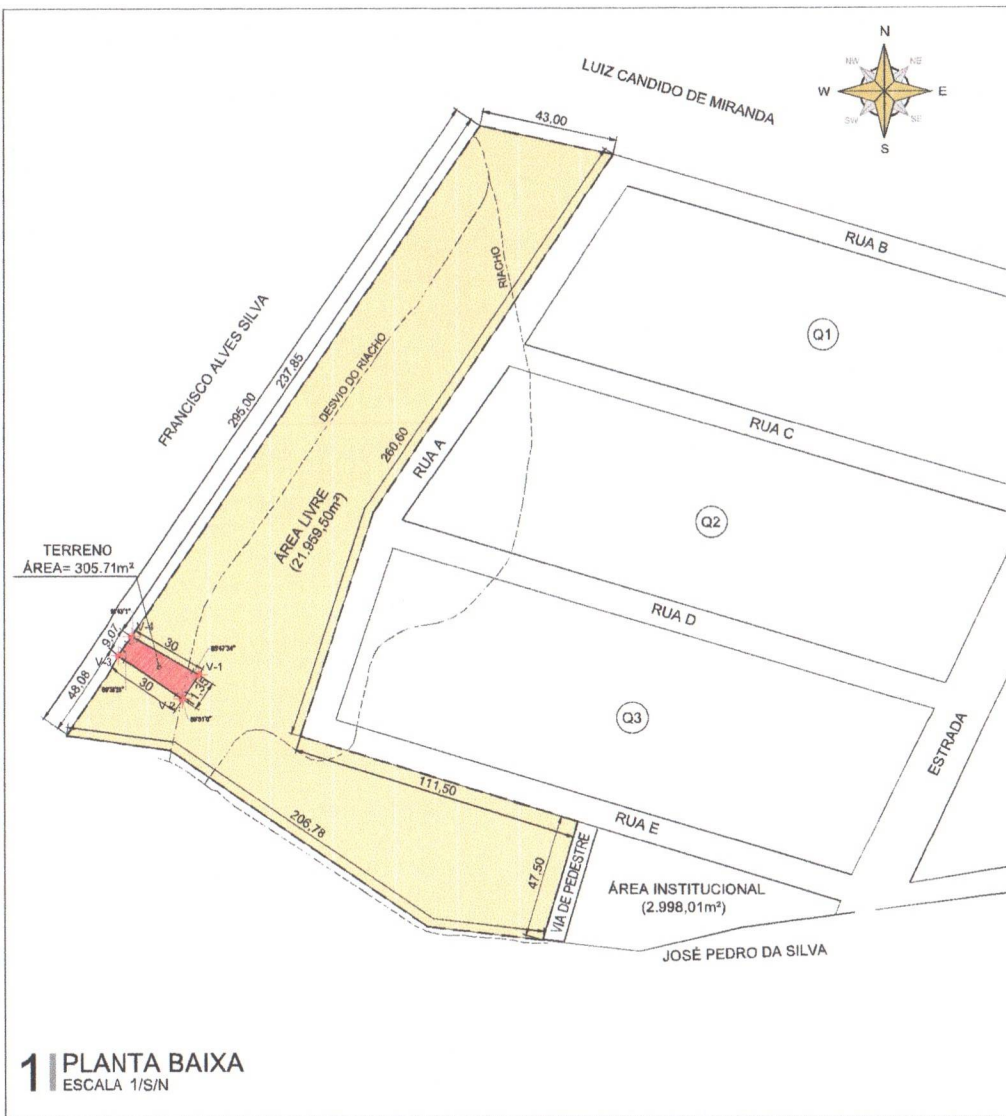 N
NW
NE
W
E
SW
SE
S
LUIZ CANDIDO DE MIRANDA
43,00
RUA B
RIACHO
Q1
FRANCISCO ALVES SILVA
237,85
295,00
DESVIO DO RIACHO
260,60
RUA A
RUA C
ÁREA LIVRE
(21.959,50m²)
Q2
TERRENO
ÁREA= 305.71m²
RUA D
9,07
V-4
30
V-1
V-3
30
V-2
48,08
Q3
ESTRADA
111,50
206,78
RUA E
47,50
VIA DE PEDESTRE
ÁREA INSTITUCIONAL
(2.998,01m²)
JOSÉ PEDRO DA SILVA
1 PLANTA BAIXA
ESCALA 1/S/N